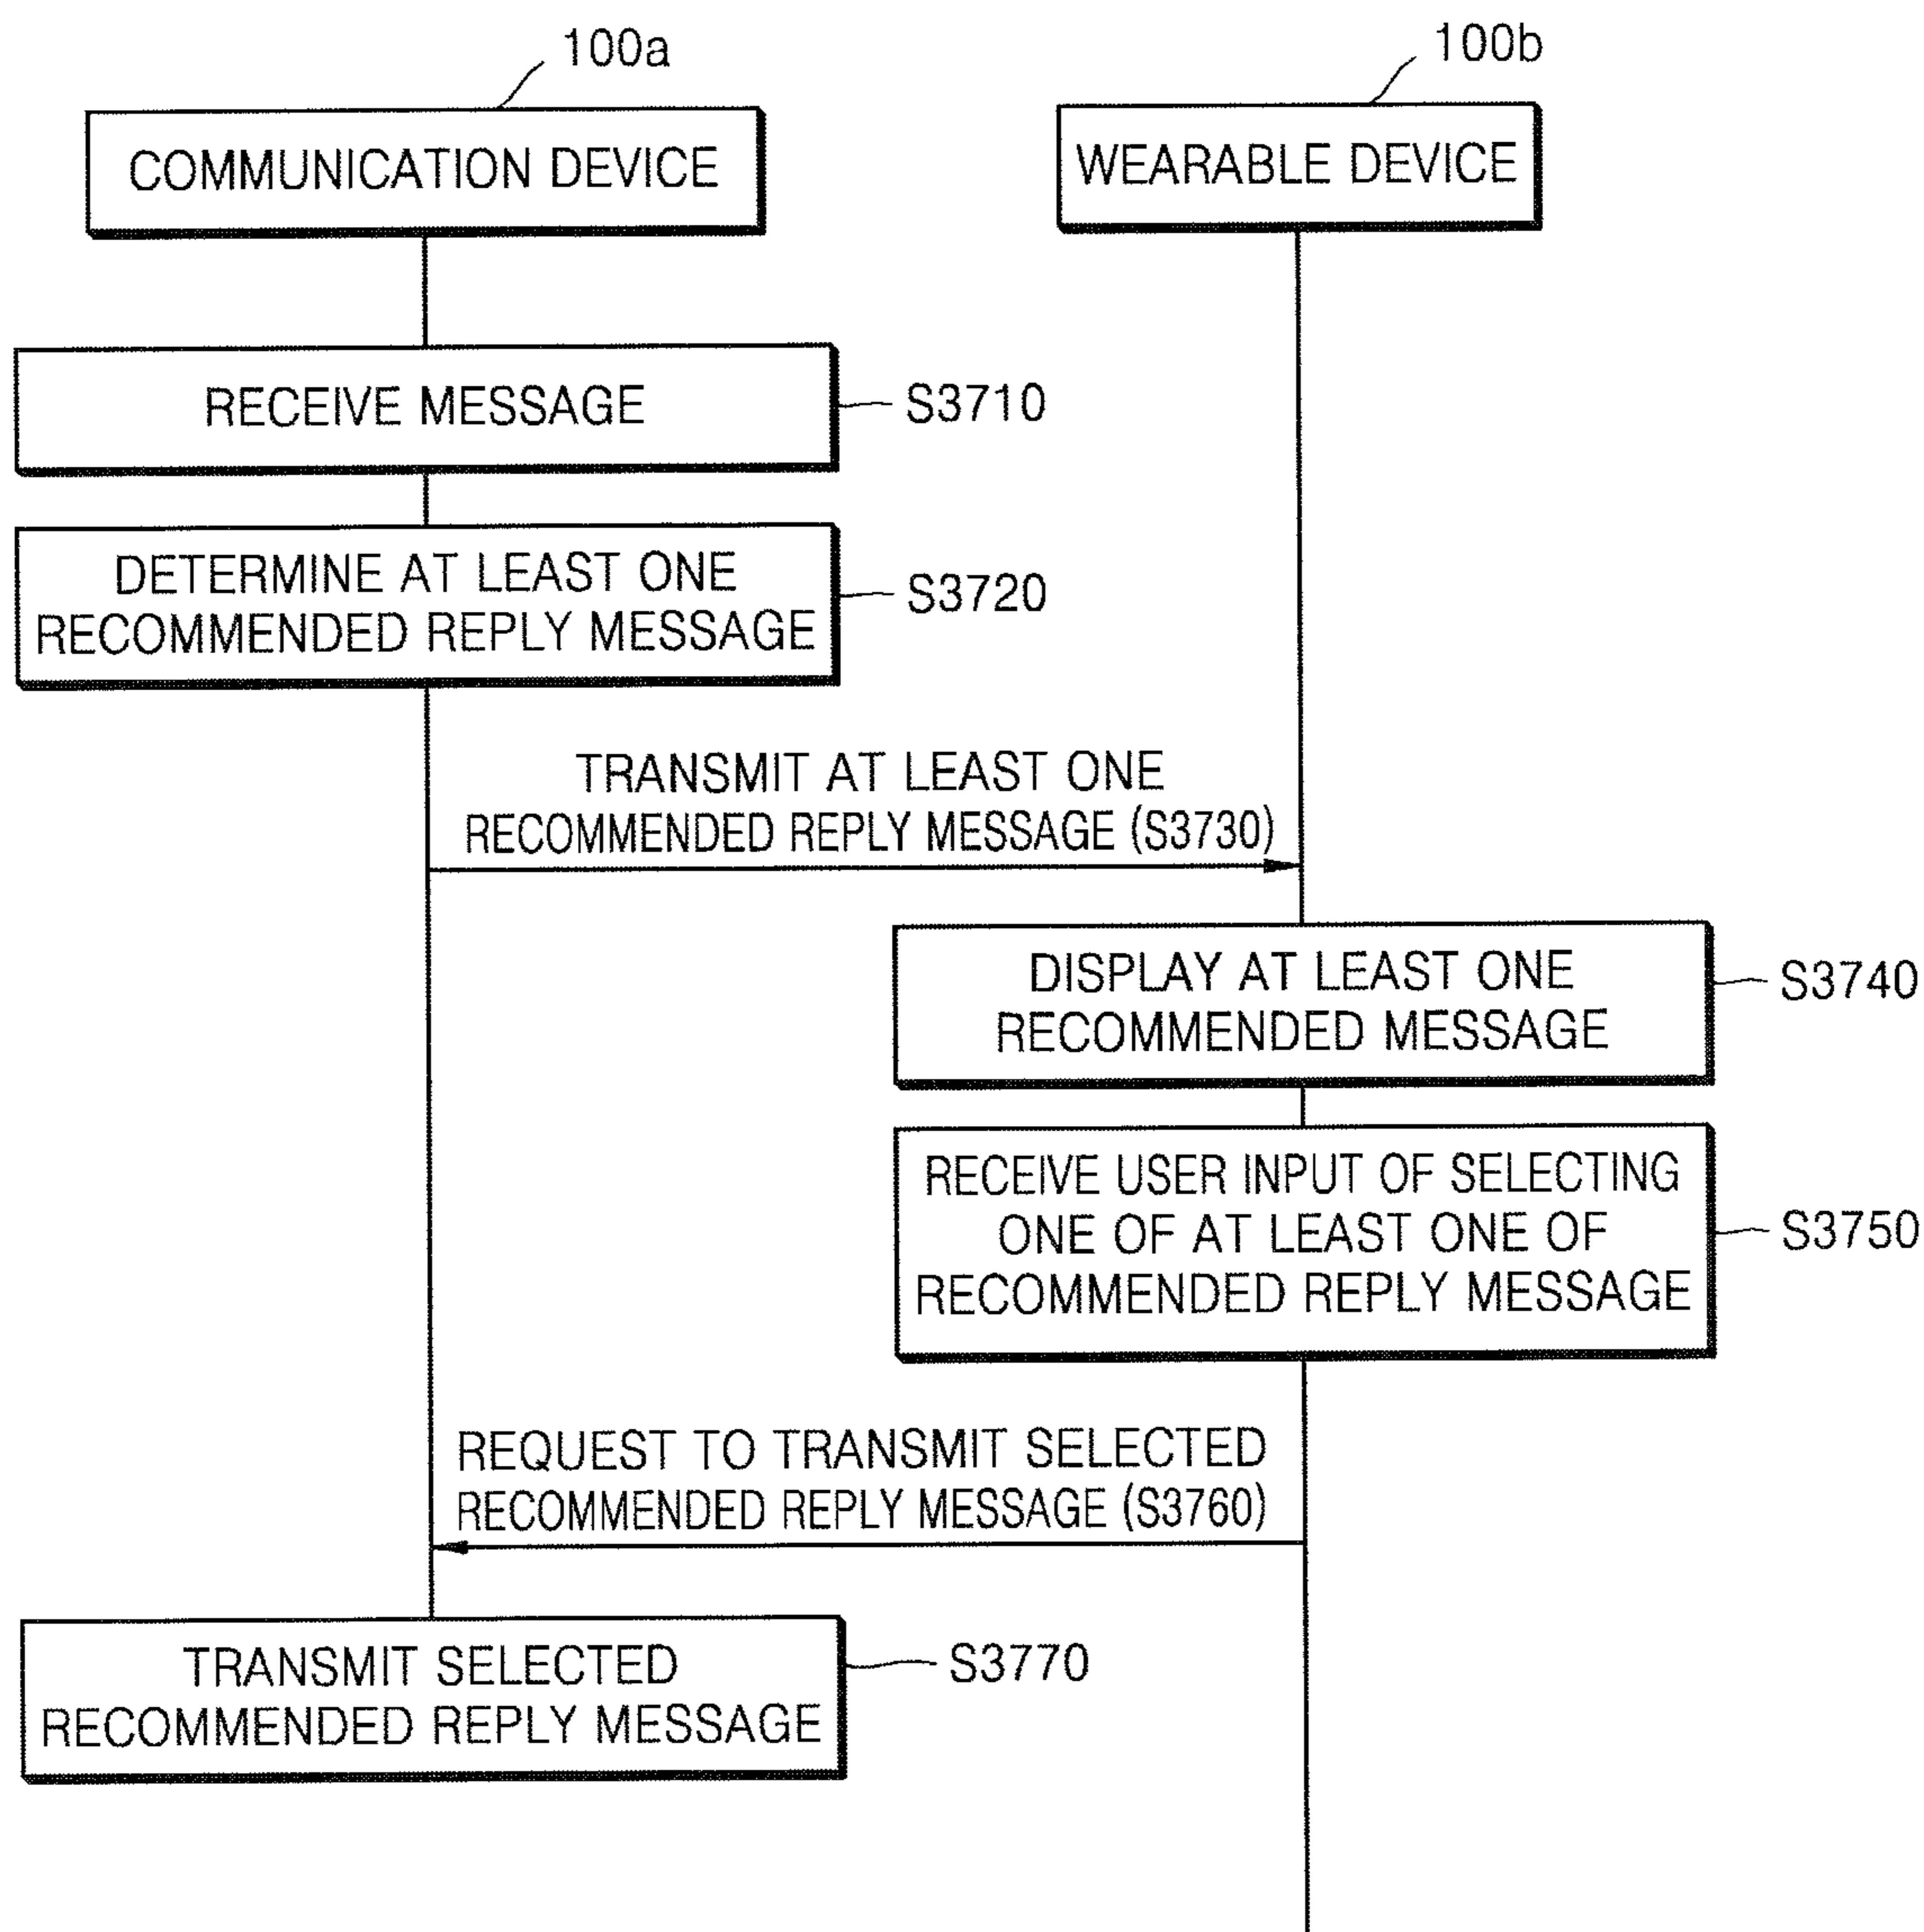 100a
100b
COMMUNICATION DEVICE
WEARABLE DEVICE
RECEIVE MESSAGE
S3710
DETERMINE AT LEAST ONE
RECOMMENDED REPLY MESSAGE
S3720
TRANSMIT AT LEAST ONE
RECOMMENDED REPLY MESSAGE (S3730)
DISPLAY AT LEAST ONE
RECOMMENDED MESSAGE
S3740
RECEIVE USER INPUT OF SELECTING
ONE OF AT LEAST ONE OF
RECOMMENDED REPLY MESSAGE
S3750
REQUEST TO TRANSMIT SELECTED
RECOMMENDED REPLY MESSAGE (S3760)
TRANSMIT SELECTED
RECOMMENDED REPLY MESSAGE
S3770